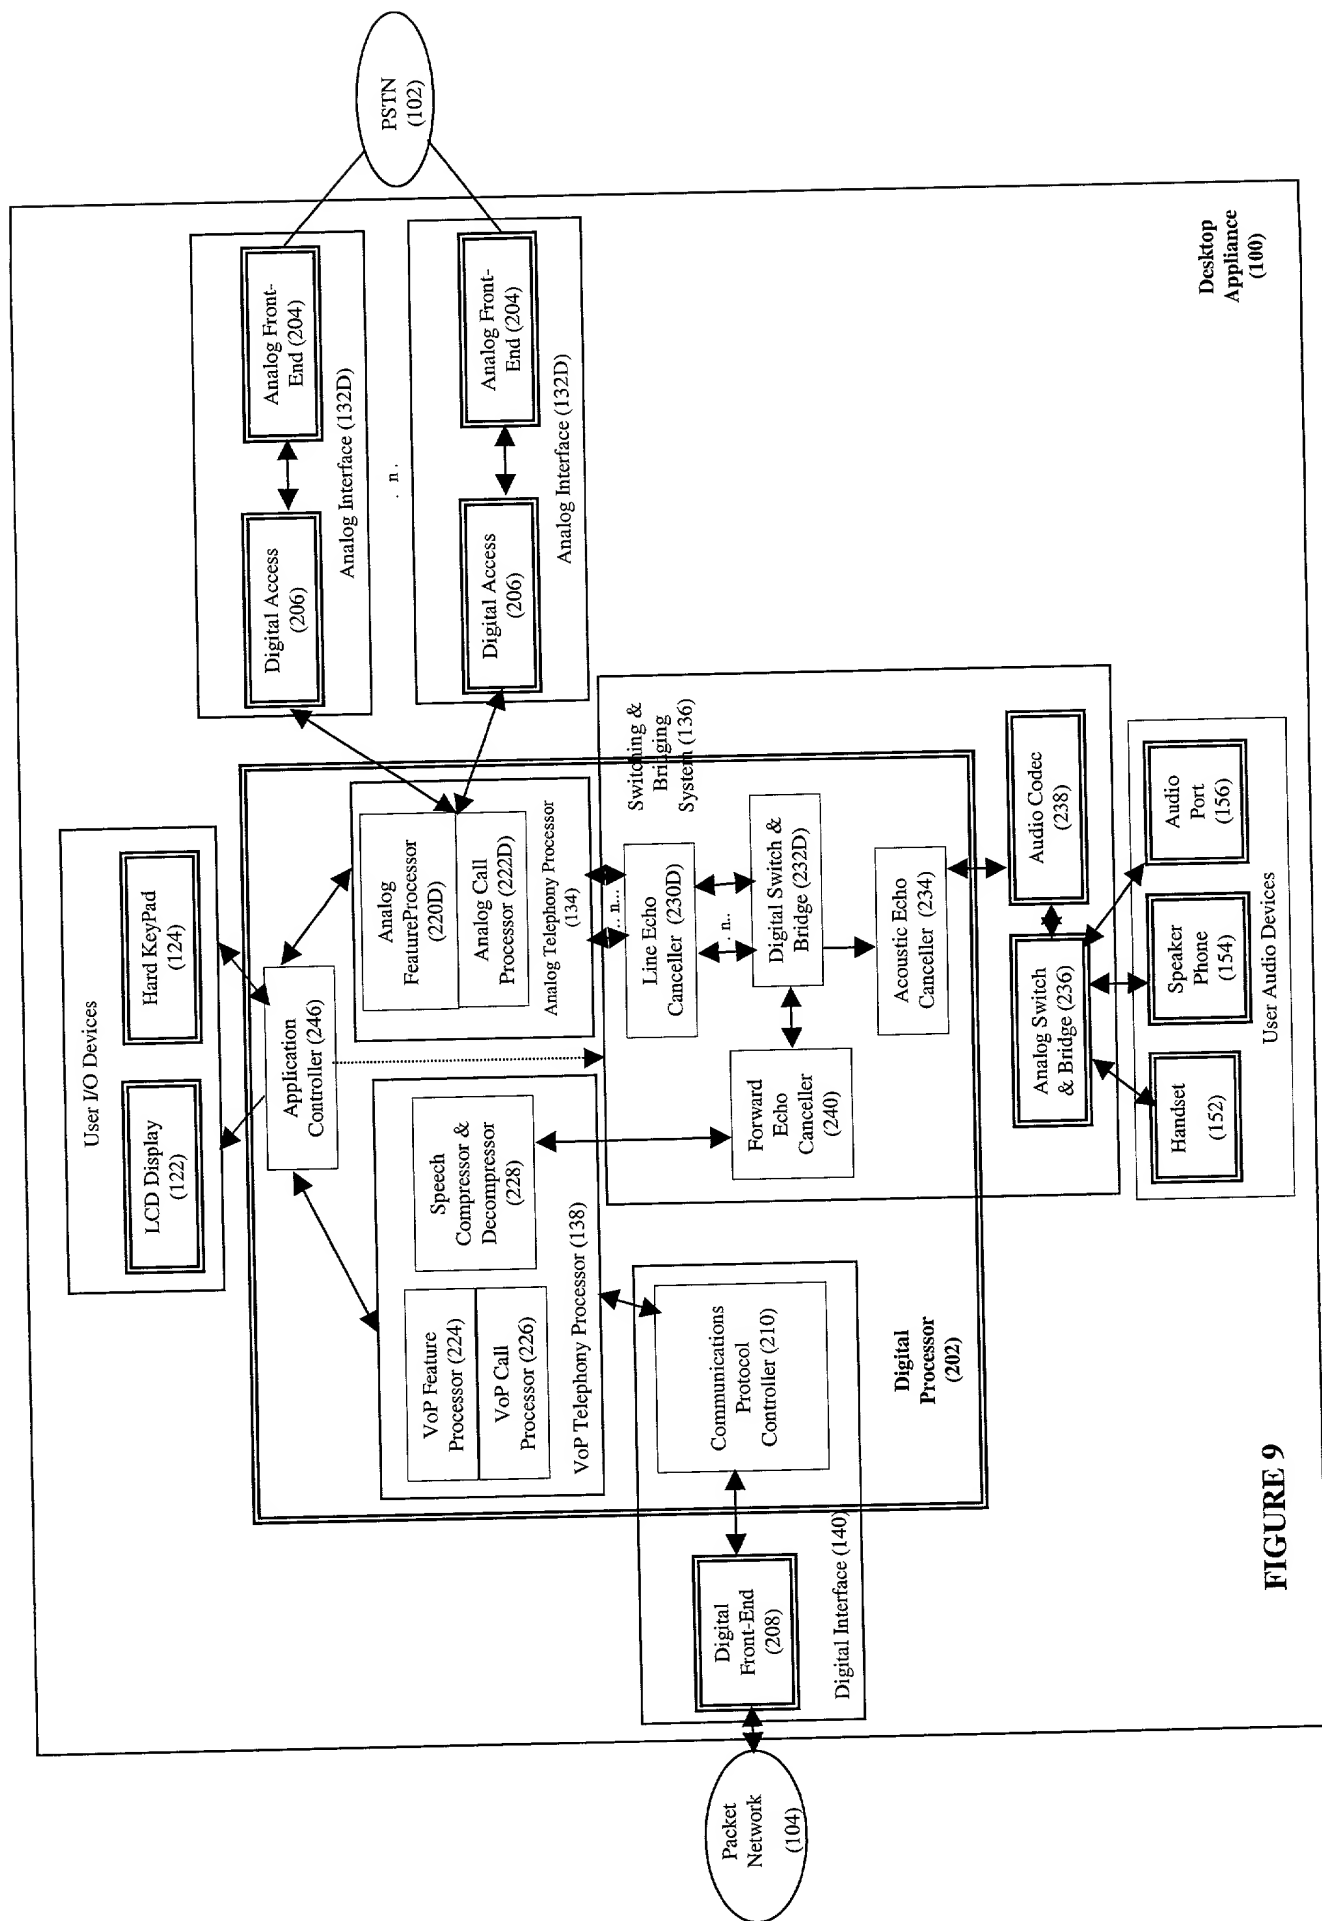 User I/O Devices
LCD Display
(122)
Hard KeyPad
(124)
Application
Controller (246)
VoP Feature
Processor (224)
VoP Call
Processor (226)
Speech
Compressor &
Decompressor
(228)
VoP Telephony Processor (138)
Analog
FeatureProcessor
(220D)
Analog Call
Processor (222D)
Analog Telephony Processor
(134)
Digital Access
(206)
Analog Front-
End (204)
Analog Interface (132D)
. n .
Digital Access
(206)
Analog Front-
End (204)
Analog Interface (132D)
PSTN
(102)
Packet
Network
(104)
Digital
Front-End
(208)
Communications
Protocol
Controller (210)
Digital Interface (140)
Digital
Processor
(202)
Switching &
Bridging
System (136)
.. n...
Line Echo
Canceller (230D)
. n..
Digital Switch &
Bridge (232D)
Forward
Echo
Canceller
(240)
Acoustic Echo
Canceller (234)
Analog Switch
& Bridge (236)
Audio Codec
(238)
Handset
(152)
Speaker
Phone
(154)
Audio
Port
(156)
User Audio Devices
Desktop
Appliance
(100)
FIGURE 9